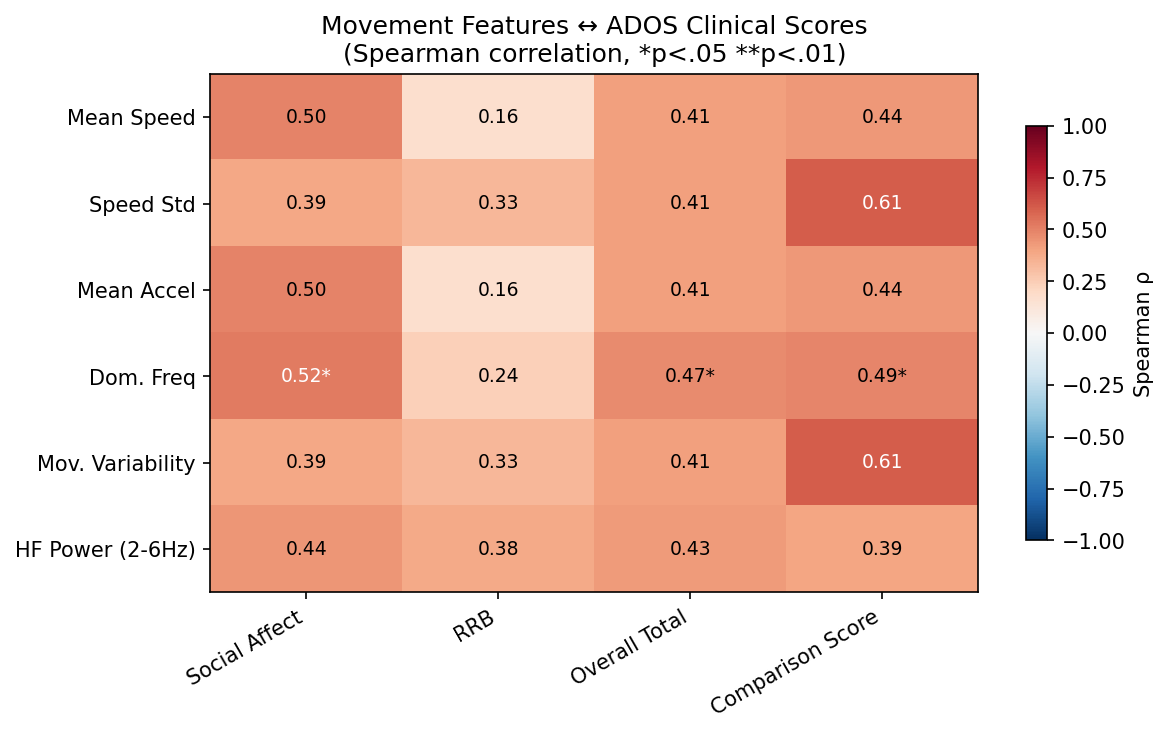 Movement Features ↔ ADOS Clinical Scores
(Spearman correlation, *p<.05 **p<.01)
Mean Speed 0.50 0.16 0.41 0.44
Speed Std 0.39 0.33 0.41 0.61
Mean Accel 0.50 0.16 0.41 0.44
Dom. Freq 0.52* 0.24 0.47* 0.49*
Mov. Variability 0.39 0.33 0.41 0.61
HF Power (2-6Hz) 0.44 0.38 0.43 0.39
Social Affect RRB Overall Total Comparison Score
1.00
0.75
0.50
0.25
0.00
−0.25
−0.50
−0.75
−1.00
Spearman ρ